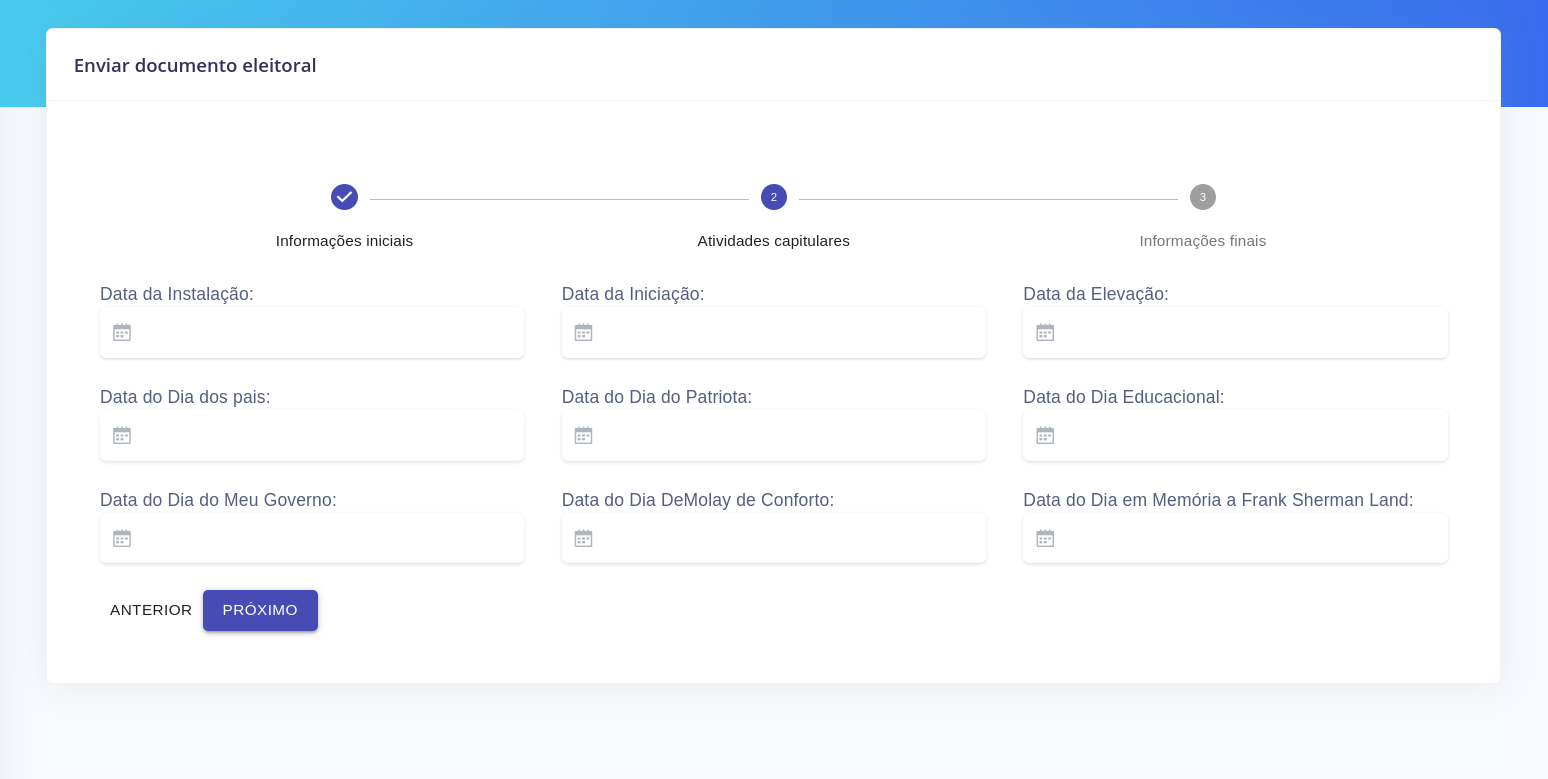 Enviar documento eleitoral
2
3
Informações iniciais
Atividades capitulares
Informações finais
Data da Instalação:
Data da Iniciação:
Data da Elevação:
Data do Dia dos pais:
Data do Dia do Patriota:
Data do Dia Educacional:
Data do Dia do Meu Governo:
Data do Dia DeMolay de Conforto:
Data do Dia em Memória a Frank Sherman Land:
ANTERIOR
PRÓXIMO